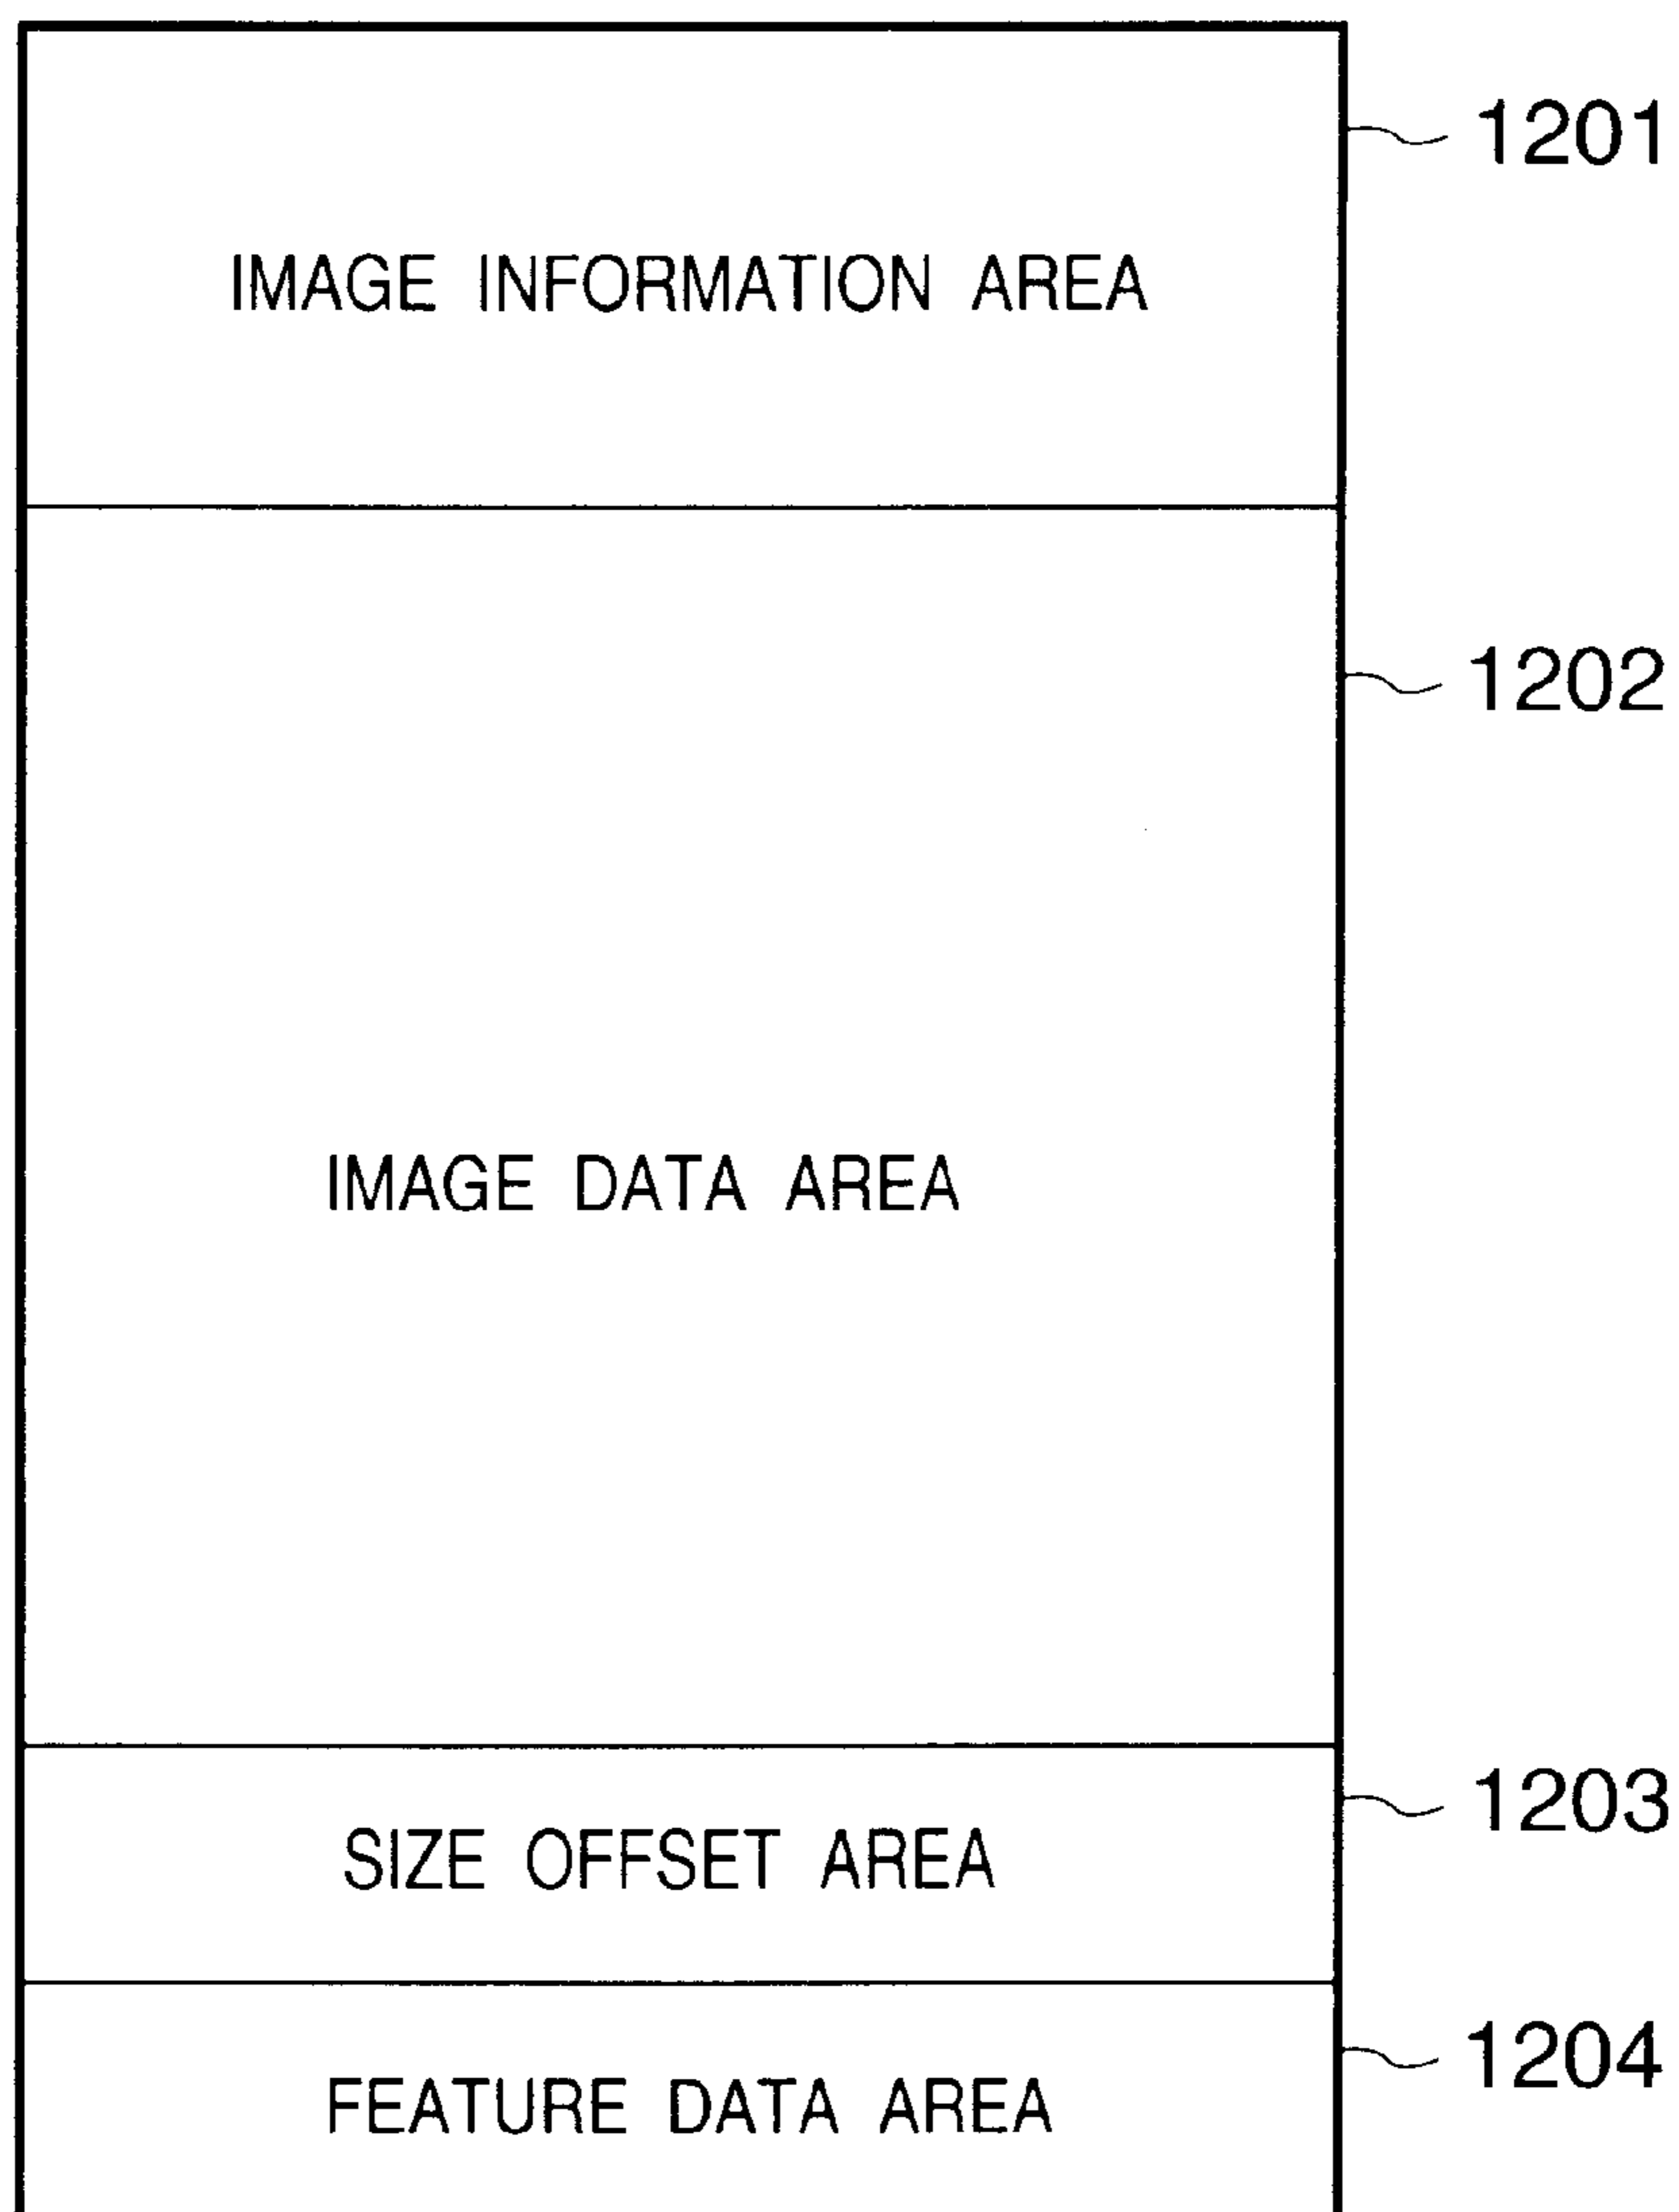 1201
IMAGE INFORMATION AREA
1202
IMAGE DATA AREA
1203
SIZE OFFSET AREA
1204
FEATURE DATA AREA